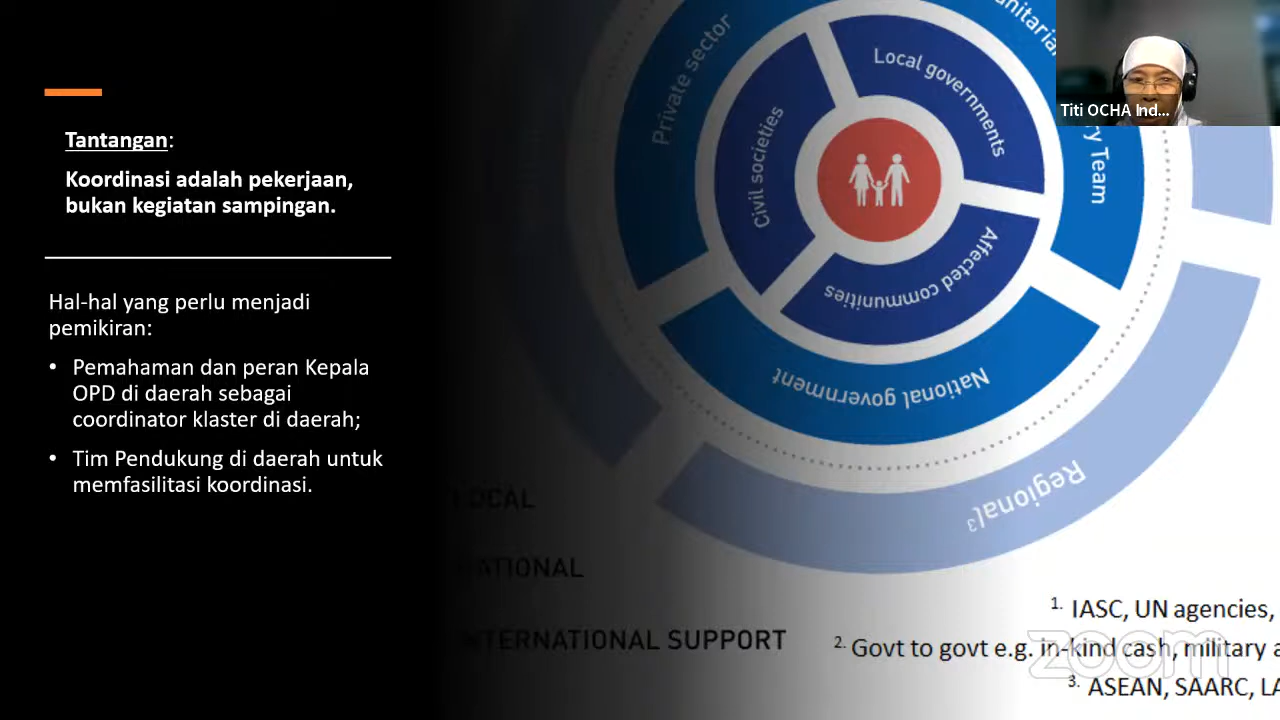 Tantangan:
Koordinasi adalah pekerjaan,
bukan kegiatan sampingan.
Hal-hal yang perlu menjadi
pemikiran:
• Pemahaman dan peran Kepala
OPD di daerah sebagai
coordinator klaster di daerah;
• Tim Pendukung di daerah untuk
memfasilitasi koordinasi.
Private sector
Local governments
Civil societies
Affected communities
National government
Team
Regional3
Titi OCHA Ind...
INTERNATIONAL SUPPORT
1. IASC, UN agencies,
2. Govt to govt e.g. in-kind cash, military
3. ASEAN, SAARC,
zoom